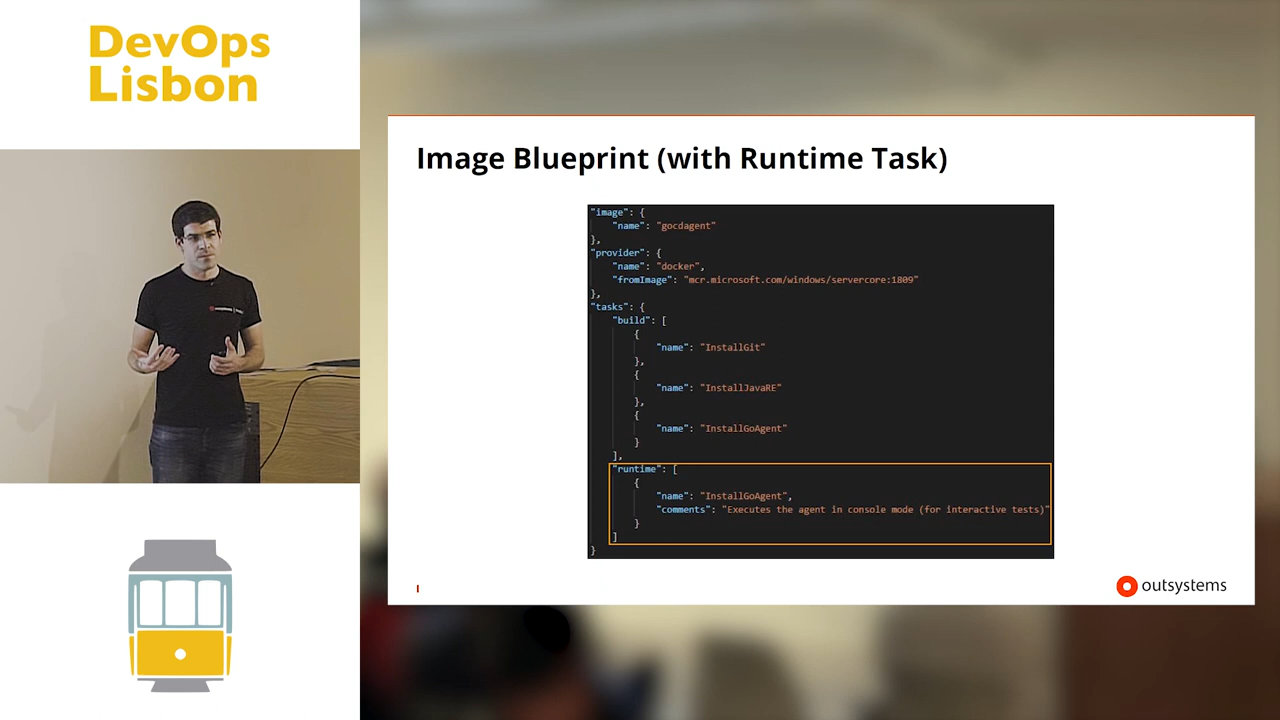 DevOps
Lisbon
Image Blueprint (with Runtime Task)
"image": {
"name": "gocdagent"
},
"provider": {
"name": "docker",
"fromImage": "mcr.microsoft.com/windows/servercore:1809"
},
"tasks": {
"build": [
{
"name": "InstallGit"
},
{
"name": "InstallJavaRE"
},
{
"name": "InstallGoAgent"
}
],
"runtime": [
{
"name": "InstallGoAgent",
"comments": "Executes the agent in console mode (for interactive tests)"
}
]
}
outsystems